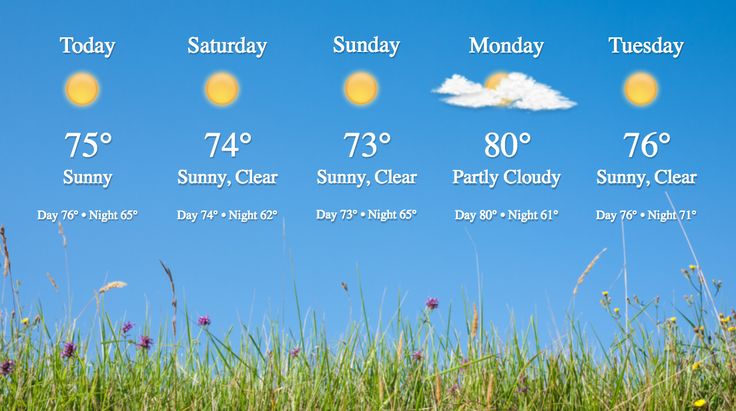 Today
75°
Sunny
Day 76° • Night 65°
Saturday
74°
Sunny, Clear
Day 74° • Night 62°
Sunday
73°
Sunny, Clear
Day 73° • Night 65°
Monday
80°
Partly Cloudy
Day 80° • Night 61°
Tuesday
76°
Sunny, Clear
Day 76° • Night 71°